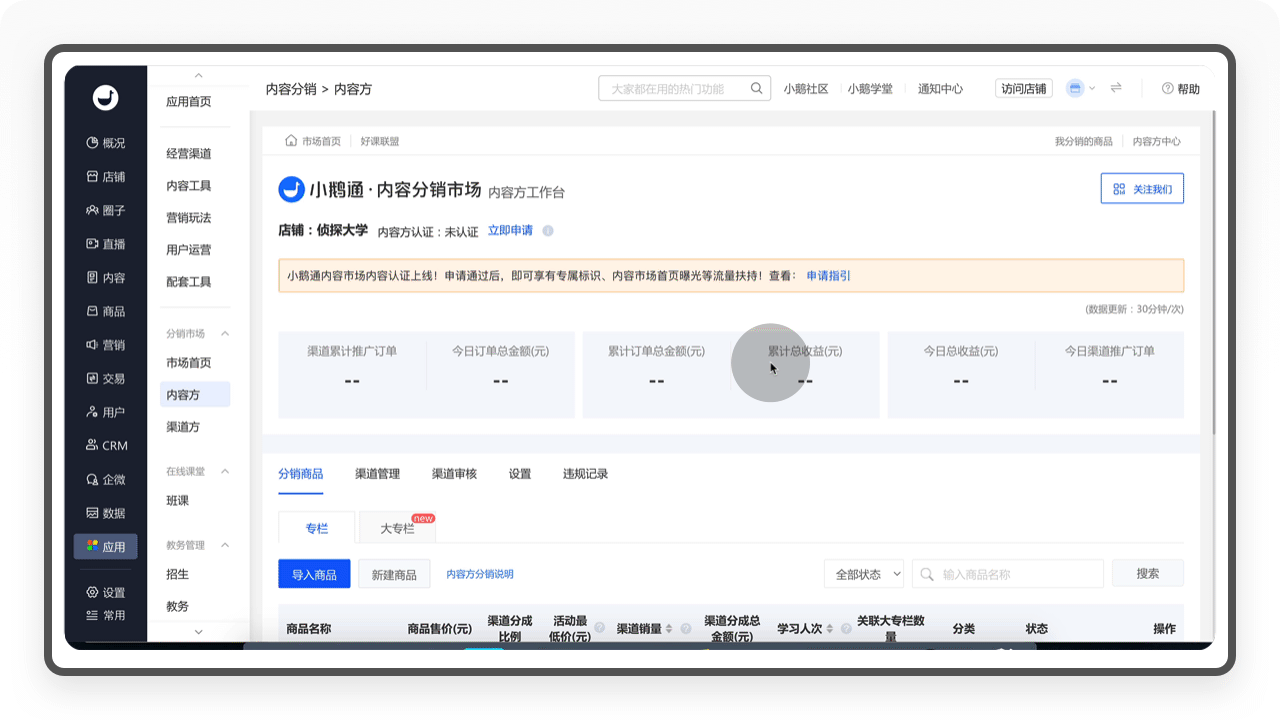 内容分销 > 内容方
大家都在用的热门功能
小鹅社区
小鹅学堂
通知中心
访问店铺
帮助
概况
店铺
圈子
直播
内容
商品
营销
交易
用户
CRM
企微
数据
应用
设置
常用
应用首页
经营渠道
内容工具
营销玩法
用户运营
配套工具
分销市场
市场首页
内容方
渠道方
在线课堂
班课
教务管理
招生
教务
市场首页
好课联盟
我分销的商品
内容方中心
小鹅通·内容分销市场 内容方工作台
关注我们
店铺：侦探大学 内容方认证：未认证 立即申请
小鹅通内容市场内容认证上线！申请通过后，即可享有专属标识、内容市场首页曝光等流量扶持！查看： 申请指引
(数据更新：30分钟/次)
渠道累计推广订单
--
今日订单总金额(元)
--
累计订单总金额(元)
--
累计总收益(元)
--
今日总收益(元)
--
今日渠道推广订单
--
分销商品 渠道管理 渠道审核 设置 违规记录
专栏
大专栏
new
导入商品
新建商品
内容方分销说明
全部状态
输入商品名称
搜索
商品名称
商品售价(元)
渠道分成
比例
活动最
低价(元)
渠道销量
渠道分成总
金额(元)
学习人次
关联大专栏数
量
分类
状态
操作